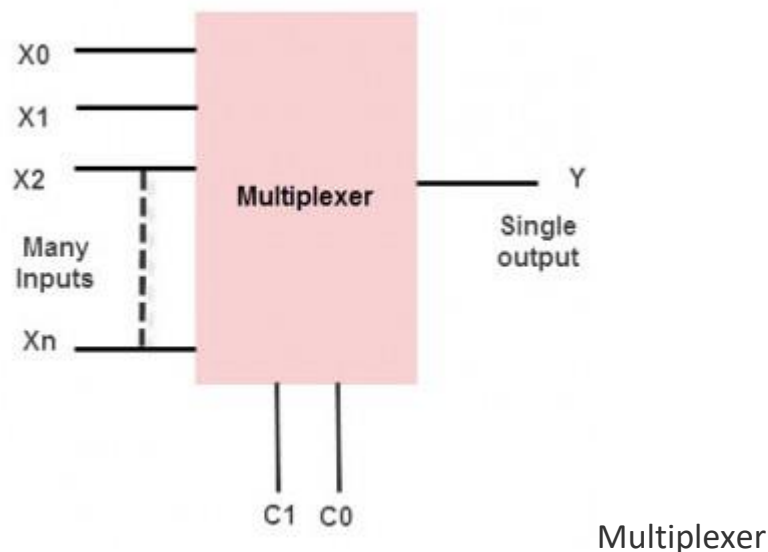 X0
X1
X2
Many
Inputs
Xn
Multiplexer
Y
Single
output
C1 C0
Multiplexer